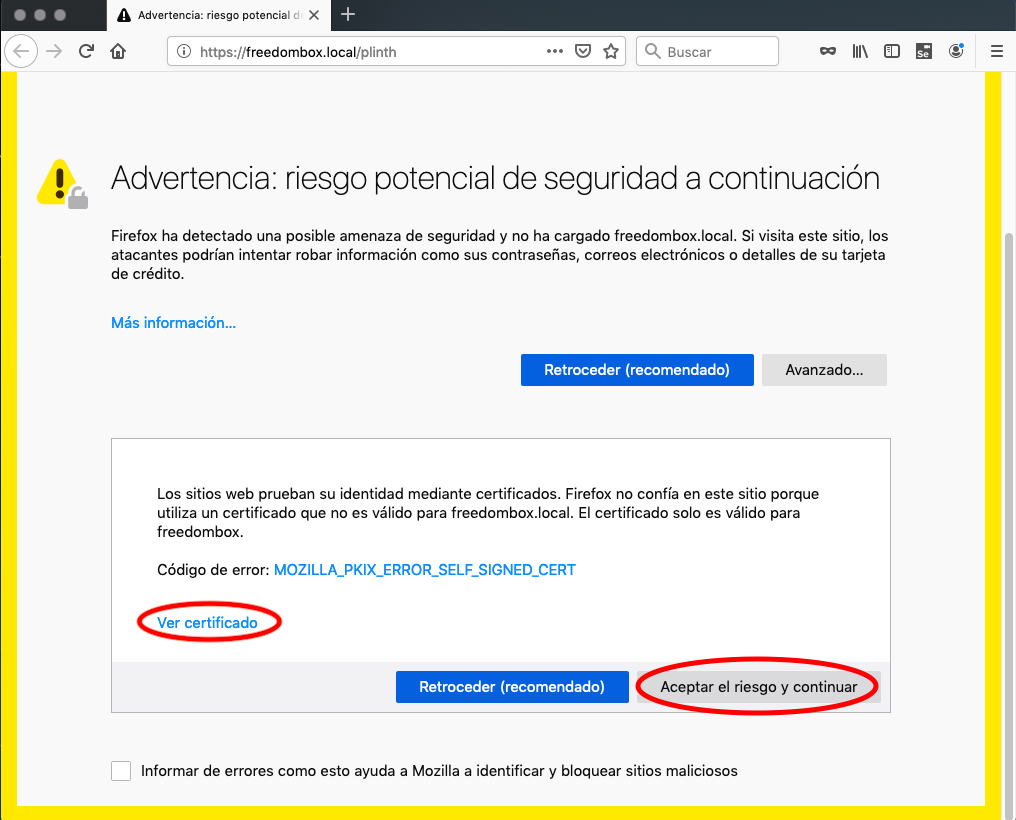 Advertencia: riesgo potencial d
https://freedombox.local/plinth
Buscar
Se
Advertencia: riesgo potencial de seguridad a continuación
Firefox ha detectado una posible amenaza de seguridad y no ha cargado freedombox.local. Si visita este sitio, los
atacantes podrían intentar robar información como sus contraseñas, correos electrónicos o detalles de su tarjeta
de crédito.
Más información...
Retroceder (recomendado)
Avanzado...
Los sitios web prueban su identidad mediante certificados. Firefox no confía en este sitio porque
utiliza un certificado que no es válido para freedombox.local. El certificado solo es válido para
freedombox.
Código de error: MOZILLA_PKIX_ERROR_SELF_SIGNED_CERT
Ver certificado
Retroceder (recomendado)
Aceptar el riesgo y continuar
Informar de errores como esto ayuda a Mozilla a identificar y bloquear sitios maliciosos